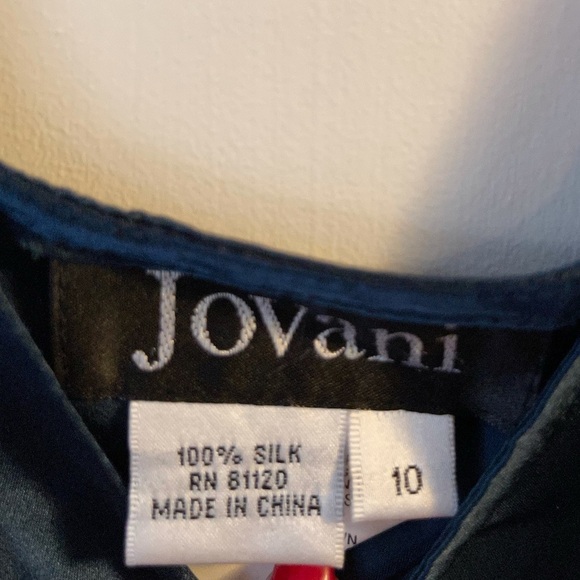 Jovani
100% SILK
RN 81120
MADE IN CHINA
10